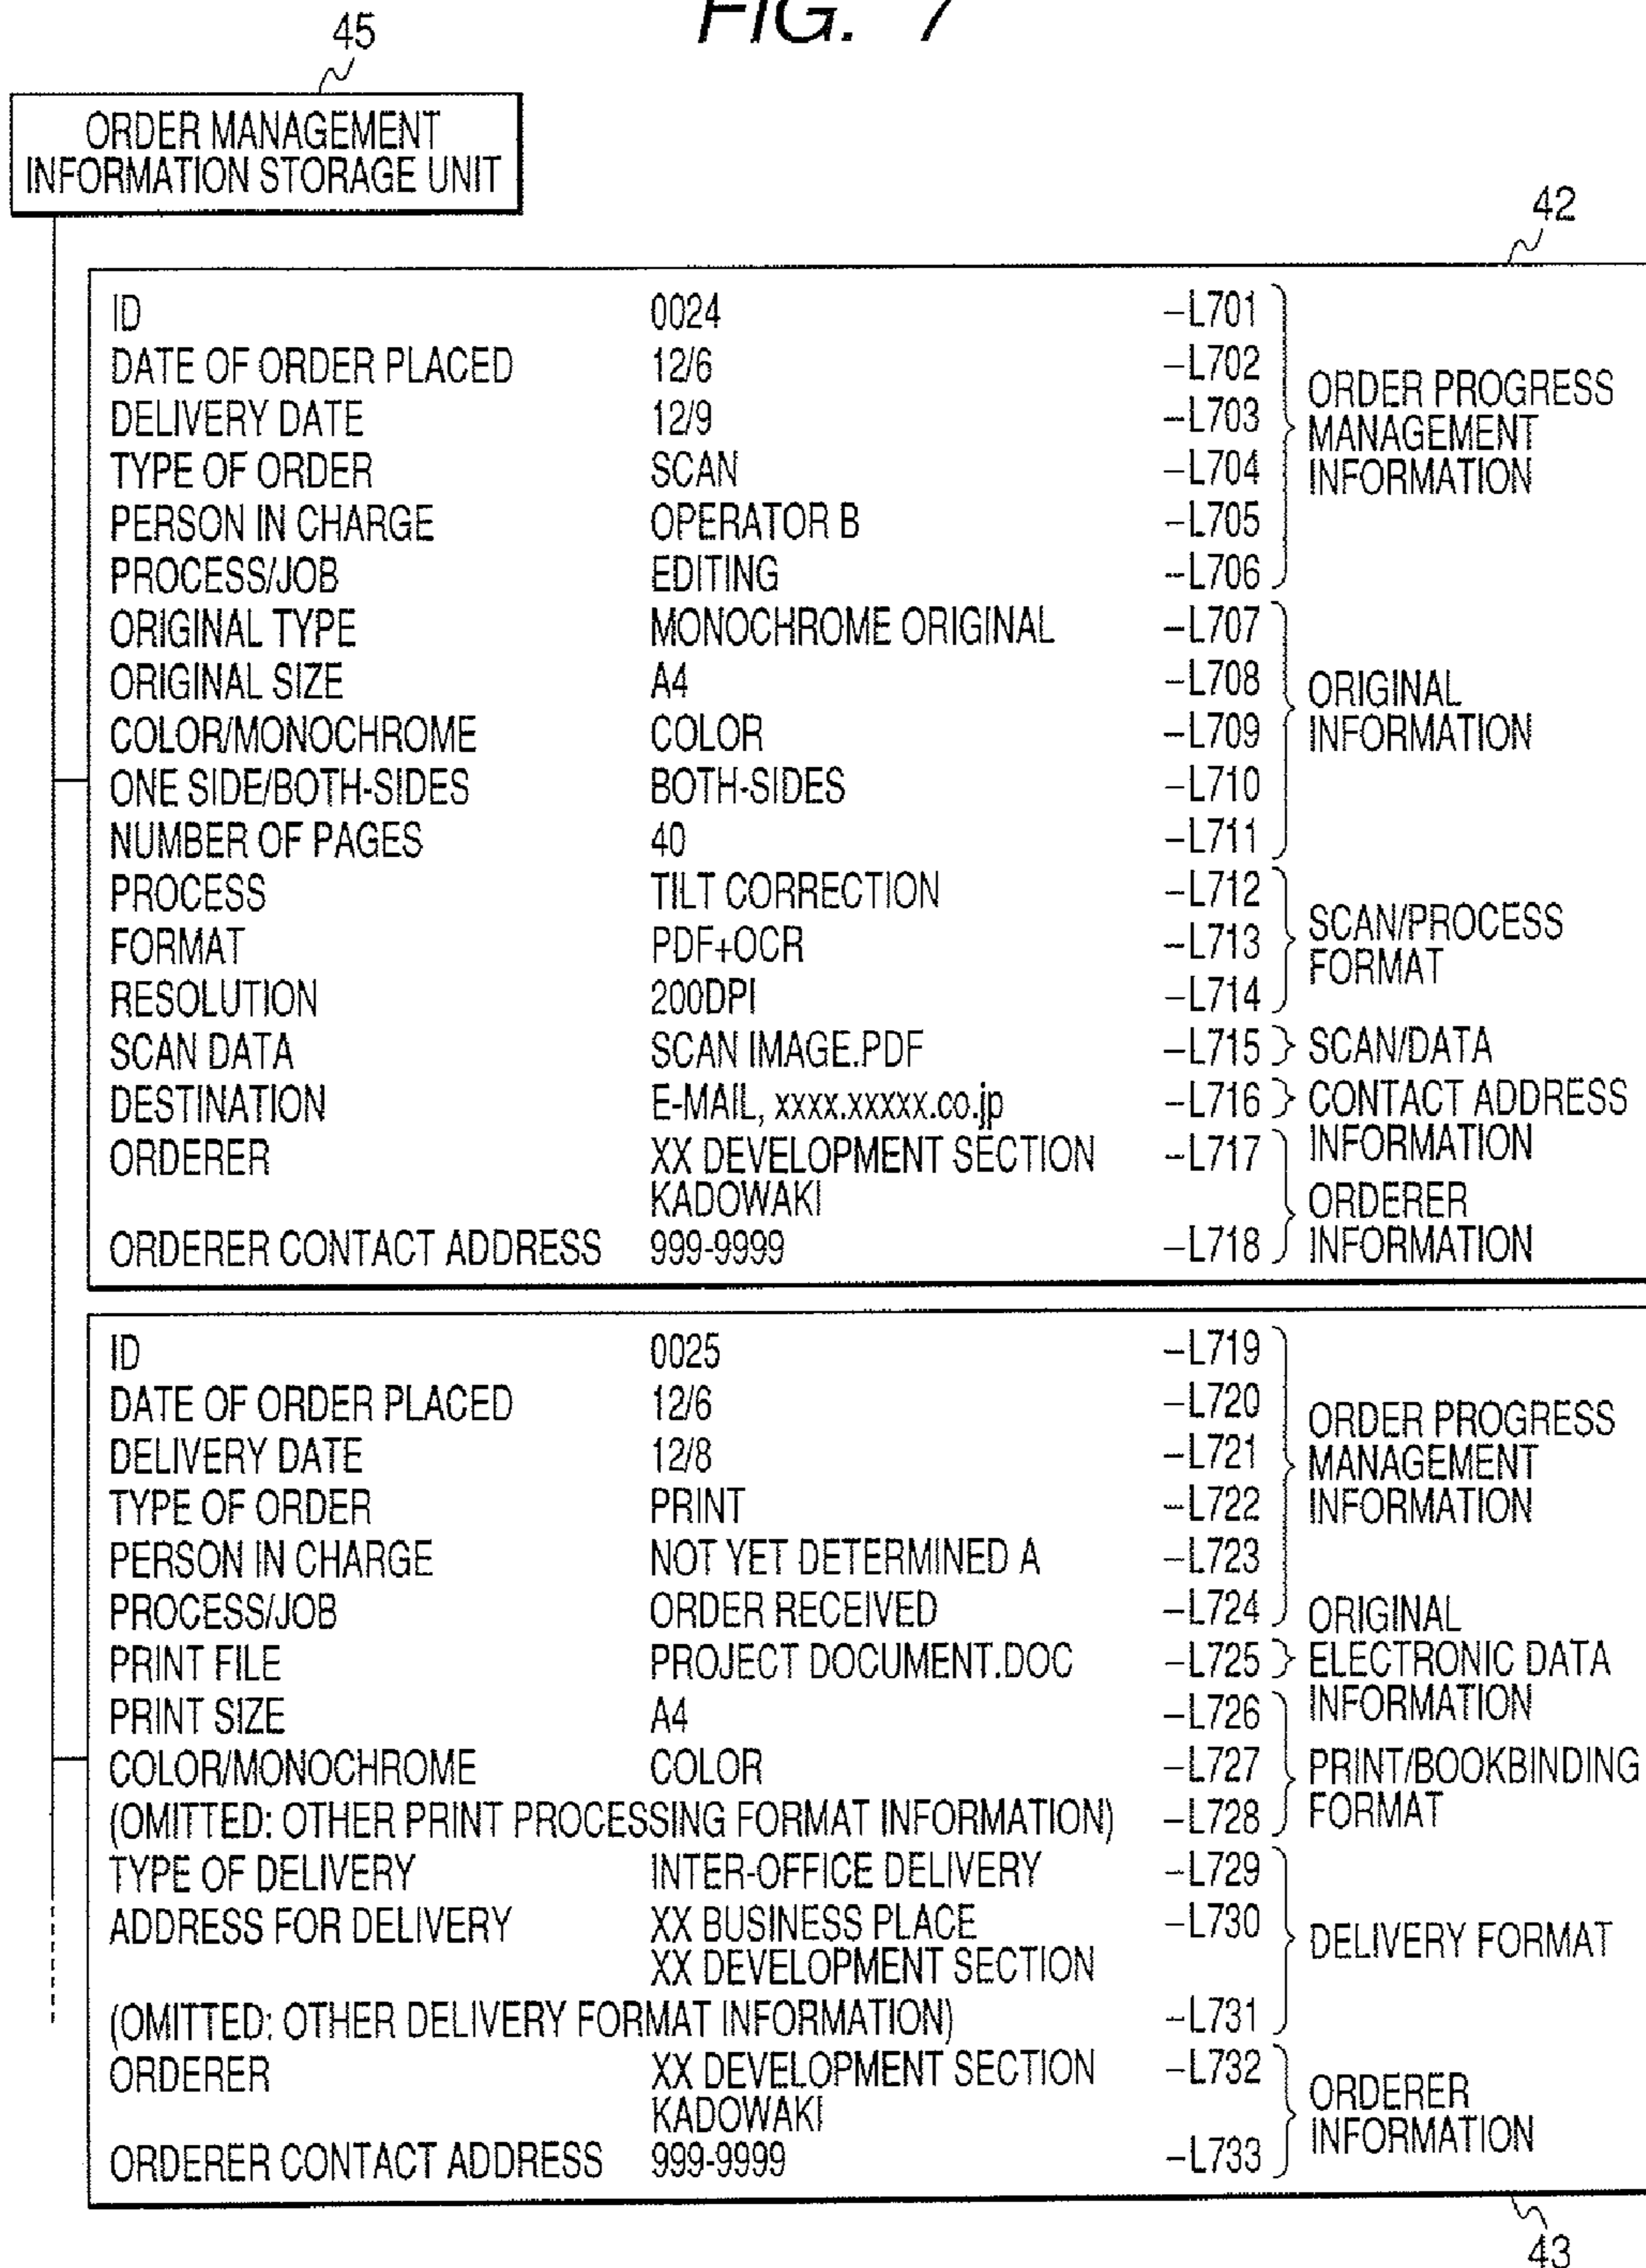 FIG. 7
45
ORDER MANAGEMENT
INFORMATION STORAGE UNIT
42
ID 0024 -L701
DATE OF ORDER PLACED 12/6 -L702
DELIVERY DATE 12/9 -L703
TYPE OF ORDER SCAN -L704
PERSON IN CHARGE OPERATOR B -L705
PROCESS/JOB EDITING -L706
ORDER PROGRESS
MANAGEMENT
INFORMATION
ORIGINAL TYPE MONOCHROME ORIGINAL -L707
ORIGINAL SIZE A4 -L708
COLOR/MONOCHROME COLOR -L709
ONE SIDE/BOTH-SIDES BOTH-SIDES -L710
NUMBER OF PAGES 40 -L711
ORIGINAL
INFORMATION
PROCESS TILT CORRECTION -L712
FORMAT PDF+OCR -L713
RESOLUTION 200DPI -L714
SCAN/PROCESS
FORMAT
SCAN DATA SCAN IMAGE.PDF -L715 SCAN/DATA
DESTINATION E-MAIL, xxxx.xxxxx.co.jp -L716 CONTACT ADDRESS
INFORMATION
ORDERER XX DEVELOPMENT SECTION -L717
KADOWAKI
ORDERER CONTACT ADDRESS 999-9999 -L718
ORDERER
INFORMATION
ID 0025 -L719
DATE OF ORDER PLACED 12/6 -L720
DELIVERY DATE 12/8 -L721
TYPE OF ORDER PRINT -L722
PERSON IN CHARGE NOT YET DETERMINED A -L723
PROCESS/JOB ORDER RECEIVED -L724
ORDER PROGRESS
MANAGEMENT
INFORMATION
PRINT FILE PROJECT DOCUMENT.DOC -L725
ORIGINAL
ELECTRONIC DATA
INFORMATION
PRINT SIZE A4 -L726
COLOR/MONOCHROME COLOR -L727
(OMITTED: OTHER PRINT PROCESSING FORMAT INFORMATION) -L728
PRINT/BOOKBINDING
FORMAT
TYPE OF DELIVERY INTER-OFFICE DELIVERY -L729
ADDRESS FOR DELIVERY XX BUSINESS PLACE -L730
XX DEVELOPMENT SECTION
(OMITTED: OTHER DELIVERY FORMAT INFORMATION) -L731
DELIVERY FORMAT
ORDERER XX DEVELOPMENT SECTION -L732
KADOWAKI
ORDERER CONTACT ADDRESS 999-9999 -L733
ORDERER
INFORMATION
43